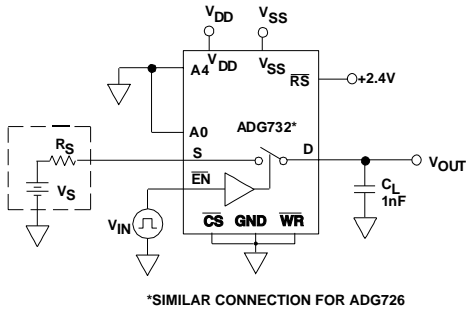 VDD
VSS
A4
VDD
VSS
RS
+2.4V
A0
ADG732*
RS
S
D
VOUT
VS
EN
CL
1nF
VIN
CS GND WR
*SIMILAR CONNECTION FOR ADG726